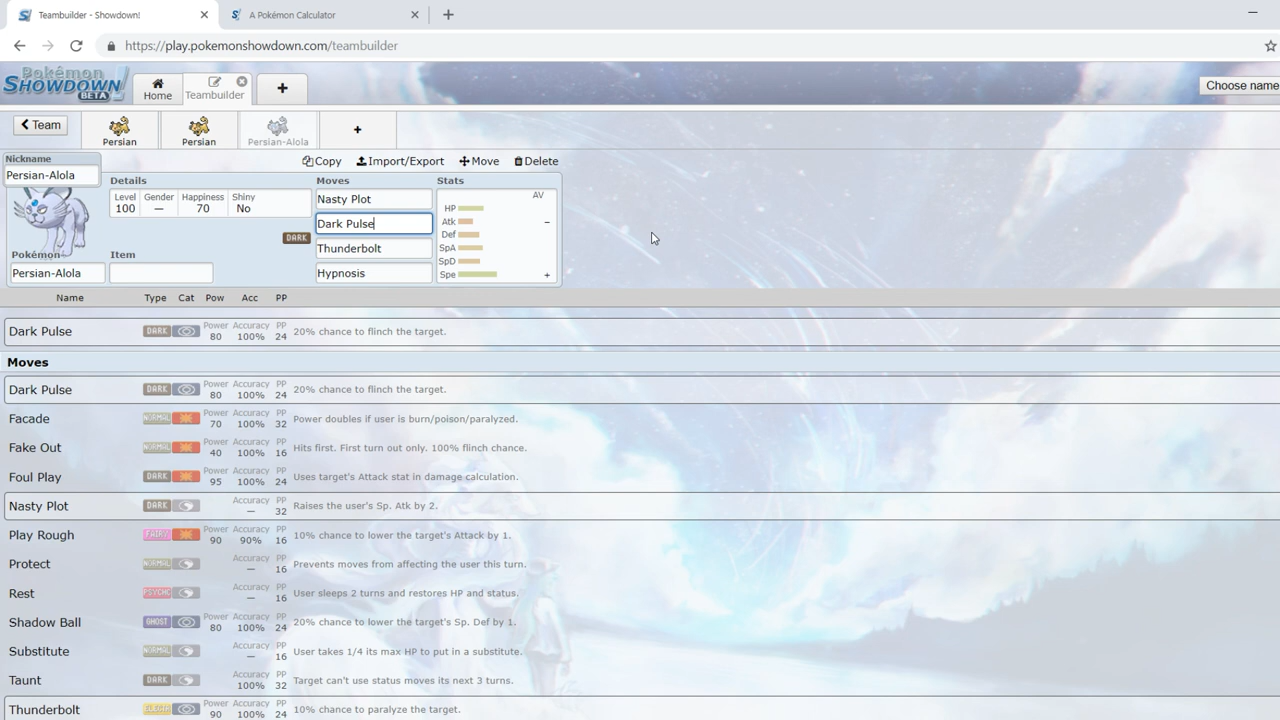 Teambuilder - Showdown!
A Pokémon Calculator
https://play.pokemonshowdown.com/teambuilder
Pokémon
SHOWDOWN!
BETA
Home
Teambuilder
Choose name
Team
Persian
Persian
Persian-Alola
Nickname
Persian-Alola
Copy
Import/Export
Move
Delete
Details
Moves
Stats
Level
100
Gender
—
Happiness
70
Shiny
No
Nasty Plot
Dark Pulse
Thunderbolt
Hypnosis
AV
HP
Atk –
Def
SpA
SpD
Spe +
DARK
Pokémon
Persian-Alola
Item
Name Type Cat Pow Acc PP
Dark Pulse DARK Power 80 Accuracy 100% PP 24 20% chance to flinch the target.
Moves
Dark Pulse DARK Power 80 Accuracy 100% PP 24 20% chance to flinch the target.
Facade NORMAL Power 70 Accuracy 100% PP 32 Power doubles if user is burn/poison/paralyzed.
Fake Out NORMAL Power 40 Accuracy 100% PP 16 Hits first. First turn out only. 100% flinch chance.
Foul Play DARK Power 95 Accuracy 100% PP 24 Uses target's Attack stat in damage calculation.
Nasty Plot DARK Accuracy — PP 32 Raises the user's Sp. Atk by 2.
Play Rough FAIRY Power 90 Accuracy 90% PP 16 10% chance to lower the target's Attack by 1.
Protect NORMAL Accuracy — PP 16 Prevents moves from affecting the user this turn.
Rest PSYCHC Accuracy — PP 16 User sleeps 2 turns and restores HP and status.
Shadow Ball GHOST Power 80 Accuracy 100% PP 24 20% chance to lower the target's Sp. Def by 1.
Substitute NORMAL Accuracy — PP 16 User takes 1/4 its max HP to put in a substitute.
Taunt DARK Accuracy 100% PP 32 Target can't use status moves its next 3 turns.
Thunderbolt ELECTR Power 90 Accuracy 100% PP 24 10% chance to paralyze the target.